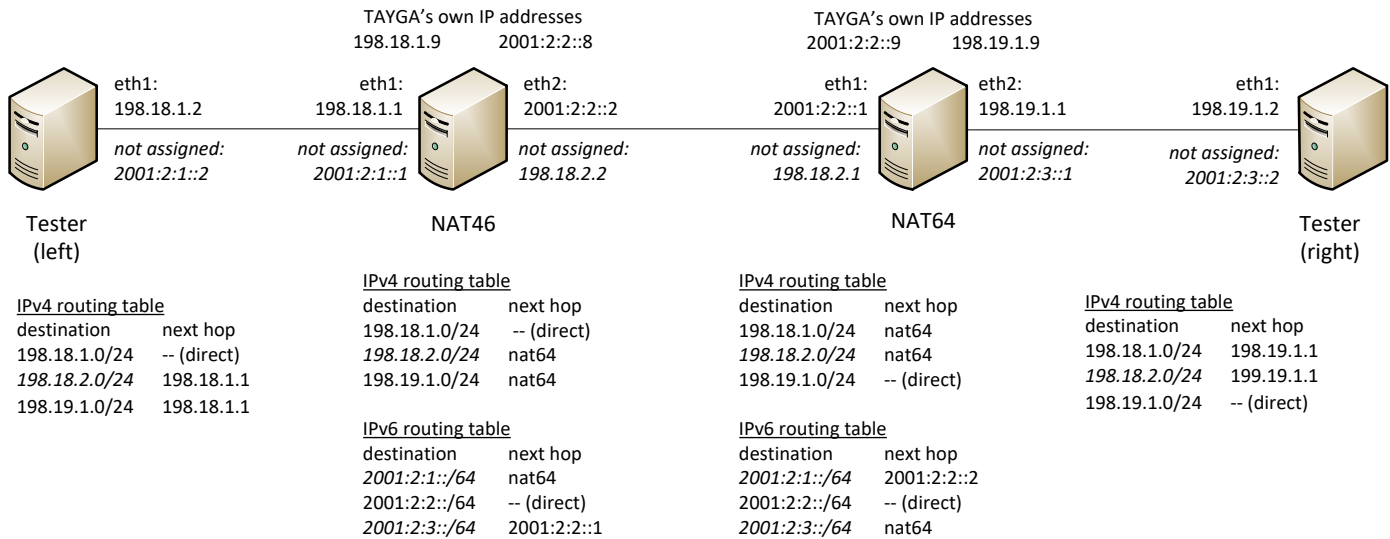 TAYGA's own IP addresses
198.18.1.9 2001:2:2::8
TAYGA's own IP addresses
2001:2:2::9 198.19.1.9
eth1:
198.18.1.2
not assigned:
2001:2:1::2
Tester
(left)
eth1:
198.18.1.1
not assigned:
2001:2:1::1
eth2:
2001:2:2::2
not assigned:
198.18.2.2
NAT46
eth1:
2001:2:2::1
not assigned:
198.18.2.1
eth2:
198.19.1.1
not assigned:
2001:2:3::1
NAT64
eth1:
198.19.1.2
not assigned:
2001:2:3::2
Tester
(right)
IPv4 routing table
destination next hop
198.18.1.0/24 -- (direct)
198.18.2.0/24 198.18.1.1
198.19.1.0/24 198.18.1.1
IPv4 routing table
destination next hop
198.18.1.0/24 -- (direct)
198.18.2.0/24 nat64
198.19.1.0/24 nat64
IPv6 routing table
destination next hop
2001:2:1::/64 nat64
2001:2:2::/64 -- (direct)
2001:2:3::/64 2001:2:2::1
IPv4 routing table
destination next hop
198.18.1.0/24 nat64
198.18.2.0/24 nat64
198.19.1.0/24 -- (direct)
IPv6 routing table
destination next hop
2001:2:1::/64 2001:2:2::2
2001:2:2::/64 -- (direct)
2001:2:3::/64 nat64
IPv4 routing table
destination next hop
198.18.1.0/24 198.19.1.1
198.18.2.0/24 199.19.1.1
198.19.1.0/24 -- (direct)